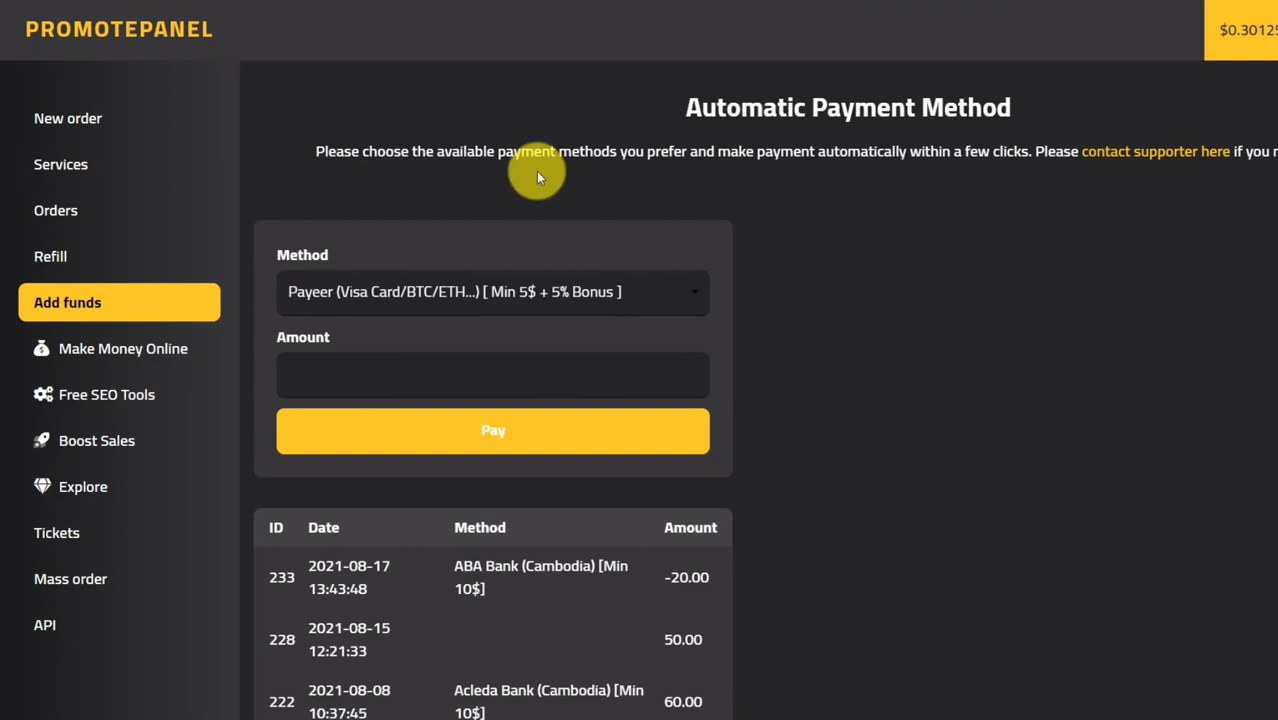 PROMOTEPANEL
$0.30125
New order
Services
Orders
Refill
Add funds
Make Money Online
Free SEO Tools
Boost Sales
Explore
Tickets
Mass order
API
Automatic Payment Method
Please choose the available payment methods you prefer and make payment automatically within a few clicks. Please contact supporter here if you
Method
Payeer (Visa Card/BTC/ETH...) [ Min 5$ + 5% Bonus ]
Amount
Pay
ID Date Method Amount
233 2021-08-17 13:43:48 ABA Bank (Cambodia) [Min 10$] -20.00
228 2021-08-15 12:21:33 50.00
222 2021-08-08 10:37:45 Acleda Bank (Cambodia) [Min 10$] 60.00